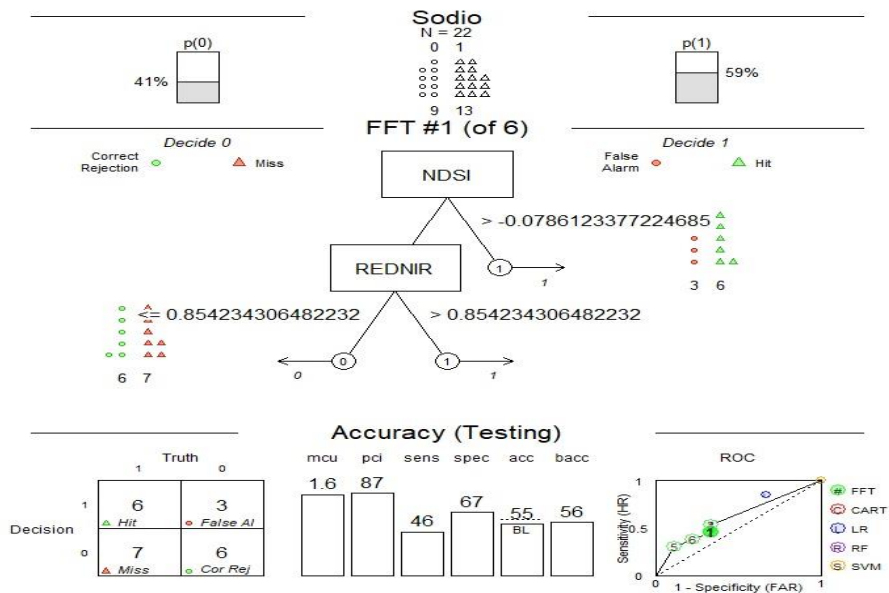 Sodio
N = 22
p(0)
0 1
p(1)
41%
59%
9 13
FFT #1 (of 6)
Decide 0
Decide 1
Correct Rejection
Miss
False Alarm
Hit
NDSI
> -0.0786123377224685
REDNIR
1
1
3 6
<= 0.854234306482232
> 0.854234306482232
0
1
0
1
6 7
Accuracy (Testing)
Truth
1 0
mcu pci sens spec acc bacc
ROC
Decision
1
0
6
Hit
3
False Al
7
Miss
6
Cor Rej
1.6
87
46
67
55
BL
56
Sensitivity (HR)
1
0.5
0
0
1
1 - Specificity (FAR)
5
6
1
L
# FFT
C CART
L LR
R RF
S SVM